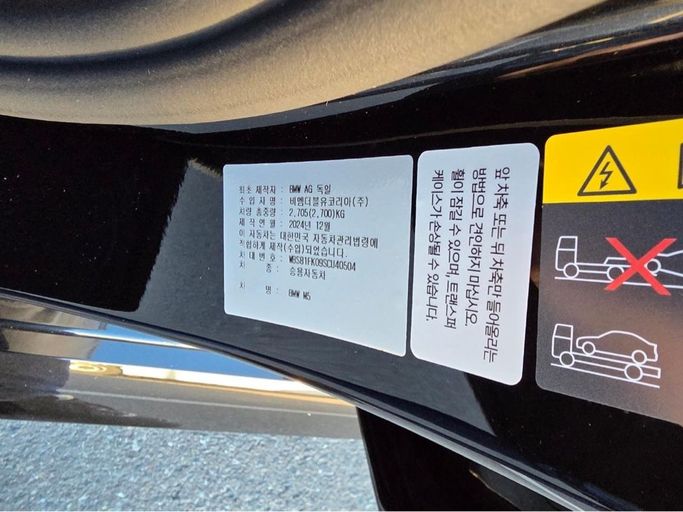 최초 제작자 : BMW AG 독일
수 입 자 명 : 비엠더블유코리아(주)
차량 총중량 : 2,705(2,700)KG
제 작 연 월 : 2024년 12월
이 자동차는 대한민국 자동차관리법령에
적합하게 제작(수입)되었습니다.
차 대 번 호 : WBS81FK09SCU40504
차 종 : 승용자동차
차 명 : BMW M5
앞 차축 또는 뒤 차축만 들어올리는
방법으로 견인하지 마십시오
휠이 잠길 수 있으며, 트랜스퍼
케이스가 손상될 수 있습니다.